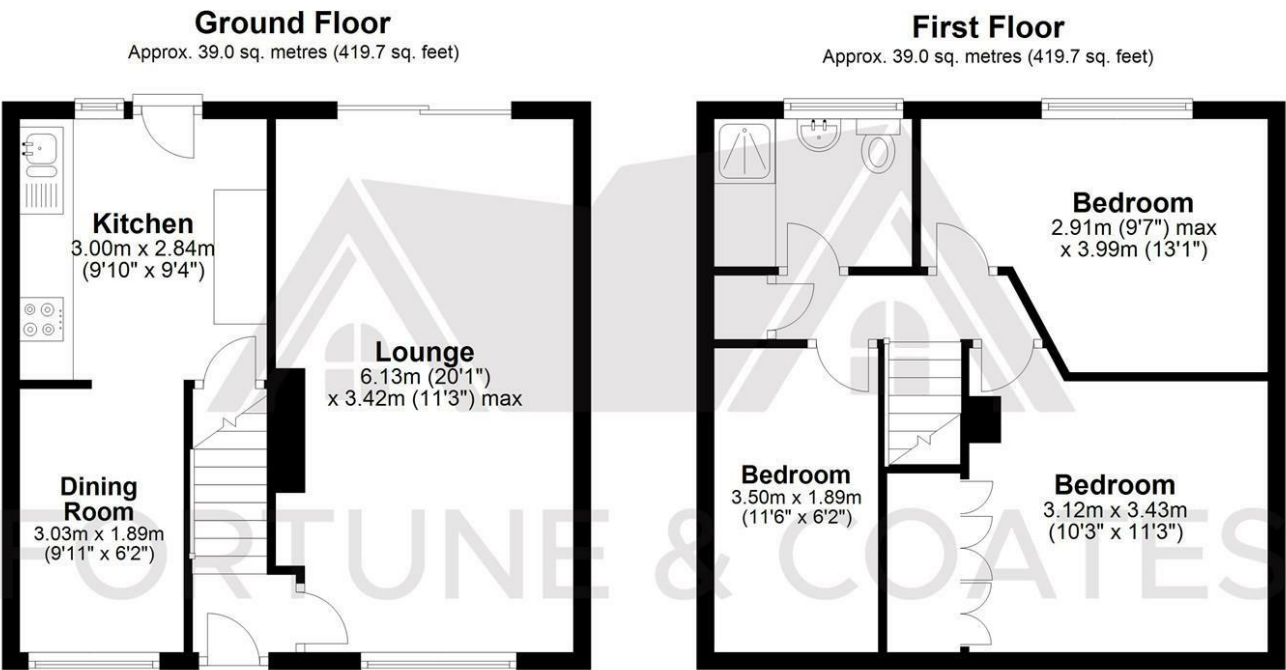 Ground Floor
Approx. 39.0 sq. metres (419.7 sq. feet)
Kitchen
3.00m x 2.84m
(9'10" x 9'4")
Lounge
6.13m (20'1")
x 3.42m (11'3") max
Dining
Room
3.03m x 1.89m
(9'11" x 6'2")
First Floor
Approx. 39.0 sq. metres (419.7 sq. feet)
Bedroom
2.91m (9'7") max
x 3.99m (13'1")
Bedroom
3.50m x 1.89m
(11'6" x 6'2")
Bedroom
3.12m x 3.43m
(10'3" x 11'3")
FORTUNE & COATES